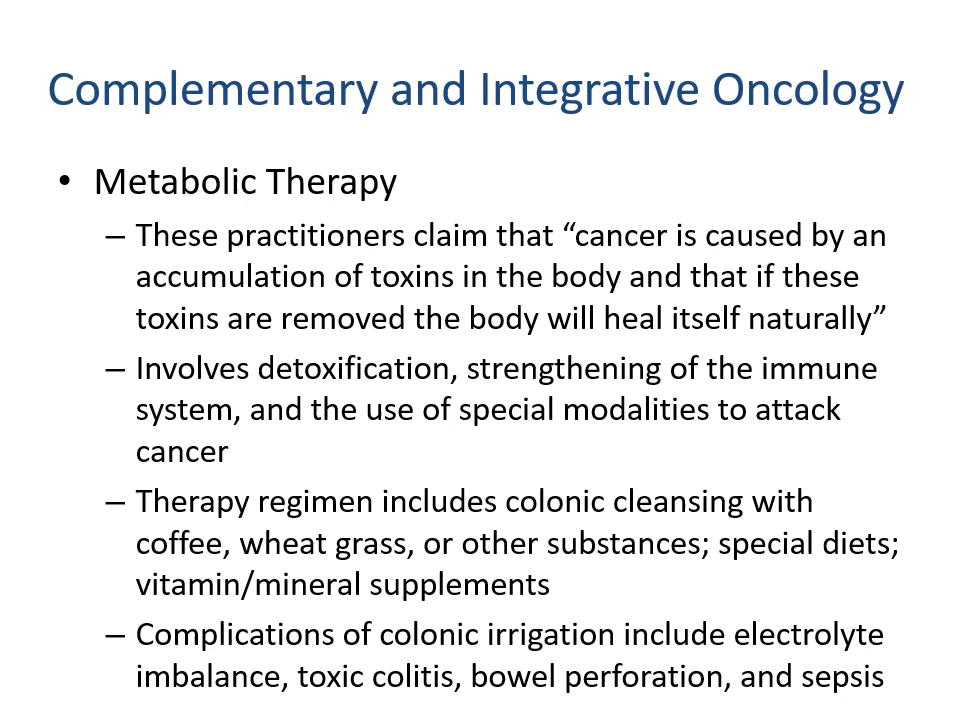 Complementary and Integrative Oncology
• Metabolic Therapy
– These practitioners claim that “cancer is caused by an
accumulation of toxins in the body and that if these
toxins are removed the body will heal itself naturally”
– Involves detoxification, strengthening of the immune
system, and the use of special modalities to attack
cancer
– Therapy regimen includes colonic cleansing with
coffee, wheat grass, or other substances; special diets;
vitamin/mineral supplements
– Complications of colonic irrigation include electrolyte
imbalance, toxic colitis, bowel perforation, and sepsis